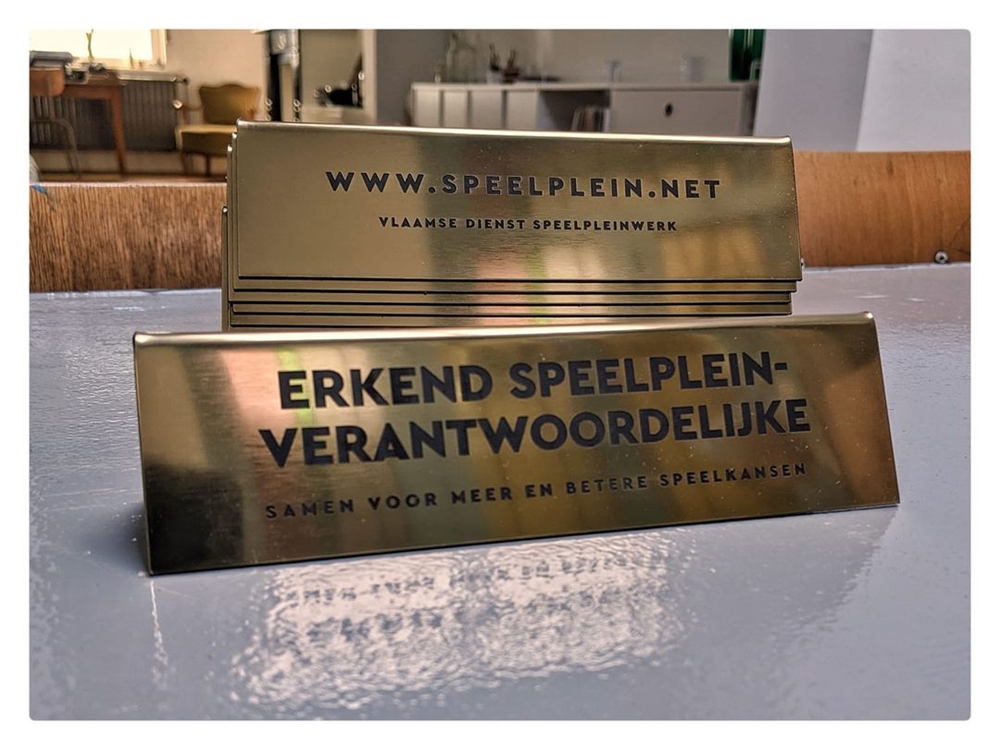 WWW.SPEELPLEIN.NET
VLAAMSE DIENST SPEELPLEINWERK
ERKEND SPEELPLEIN-
VERANTWOORDELIJKE
SAMEN VOOR MEER EN BETERE SPEELKANSEN